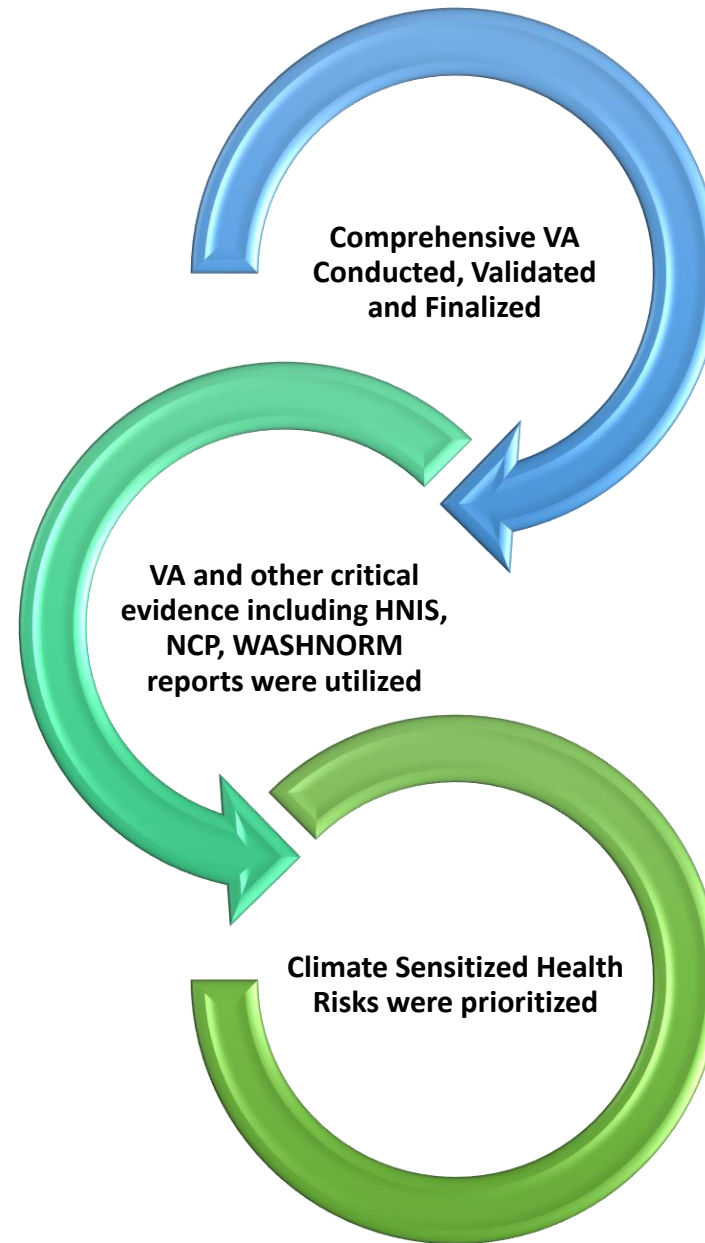 Comprehensive VA
Conducted, Validated
and Finalized
VA and other critical
evidence including HNIS,
NCP, WASHNORM
reports were utilized
Climate Sensitized Health
Risks were prioritized